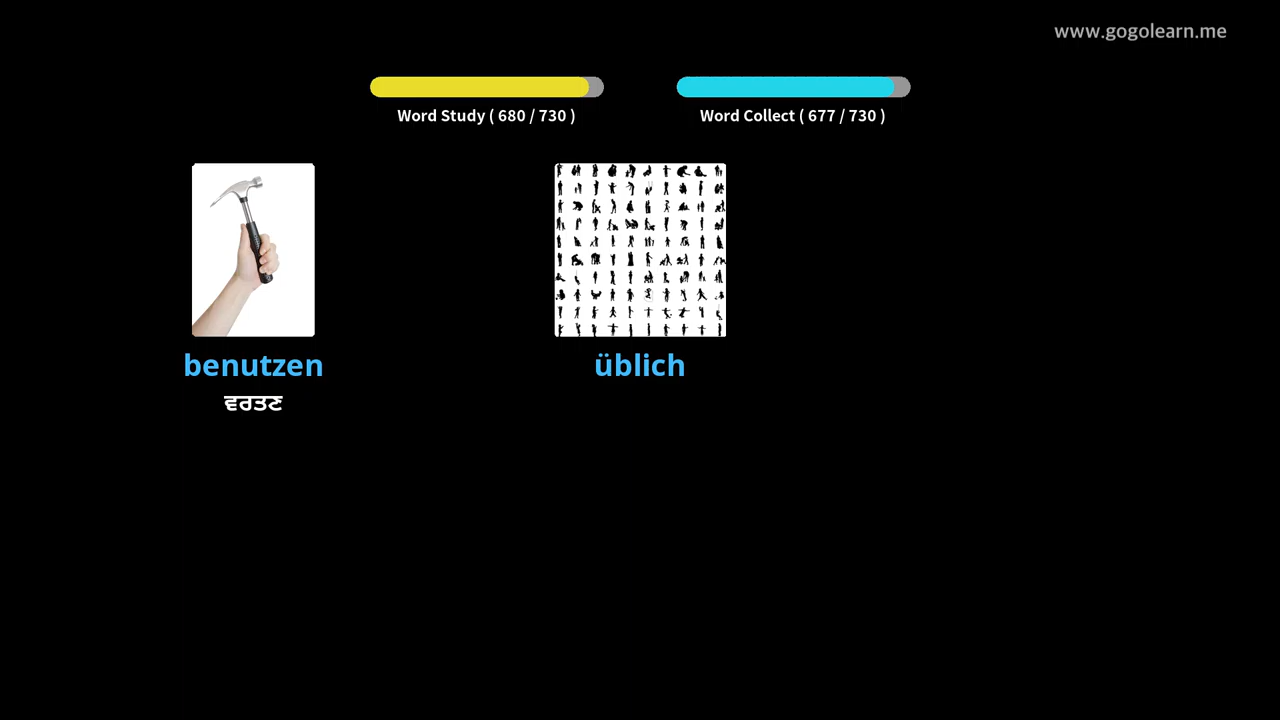 www.gogolearn.me
Word Study ( 680 / 730 )
Word Collect ( 677 / 730 )
benutzen
üblich
ਵਰਤਣ